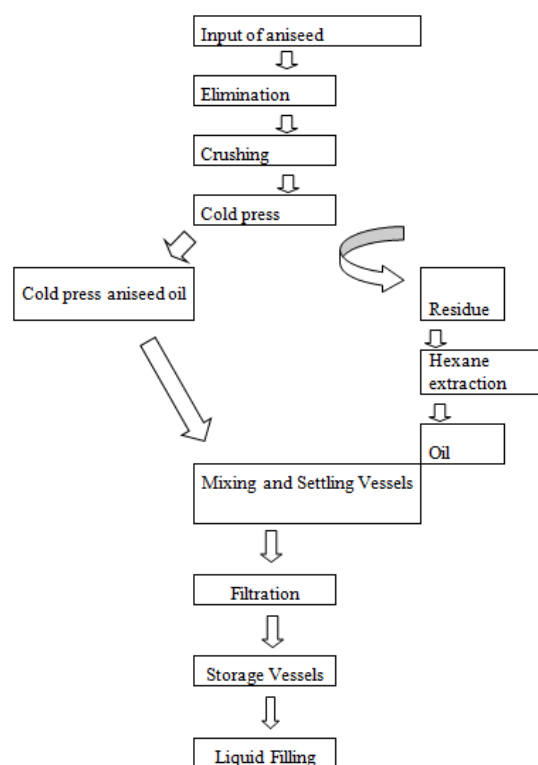 Input of aniseed
Elimination
Crushing
Cold press
Cold press aniseed oil
Residue
Hexane
extraction
Oil
Mixing and Settling Vessels
Filtration
Storage Vessels
Liquid Filling